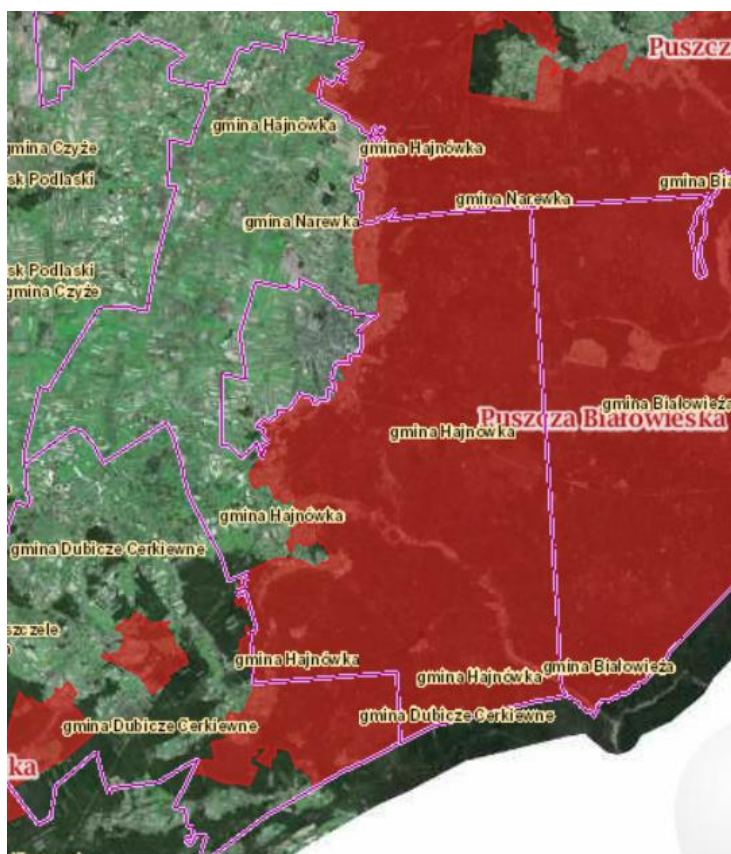 Puszcz
gmina Hajnówka
gmina Czyże
gmina Hajnówka
sk Podlaski
gmina Bia
gmina Narewka
gmina Narewka
sk Podlaski
gmina Czyże
gmina Białowieża
Puszcza Białowieska
gmina Hajnówka
gmina Hajnówka
gmina Dubicze Cerkiewne
szczele
gmina Hajnówka
gmina Białowieża
gmina Hajnówka
gmina Dubicze Cerkiewne
gmina Dubicze Cerkiewne
ka